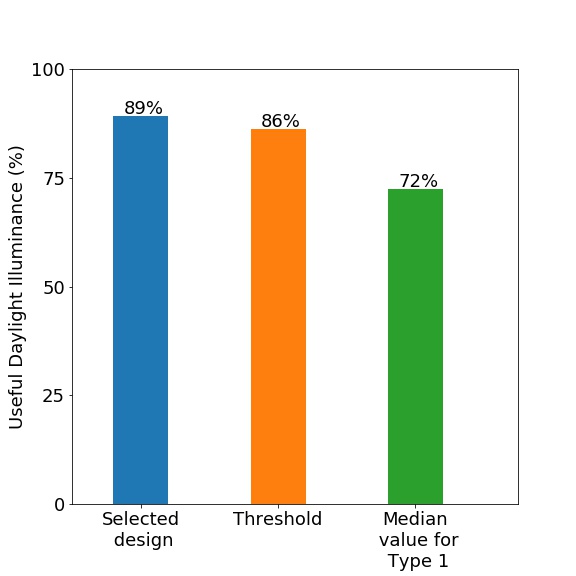 100
75
50
25
0
Useful Daylight Illuminance (%)
89%
86%
72%
Selected
design
Threshold
Median
value for
Type 1